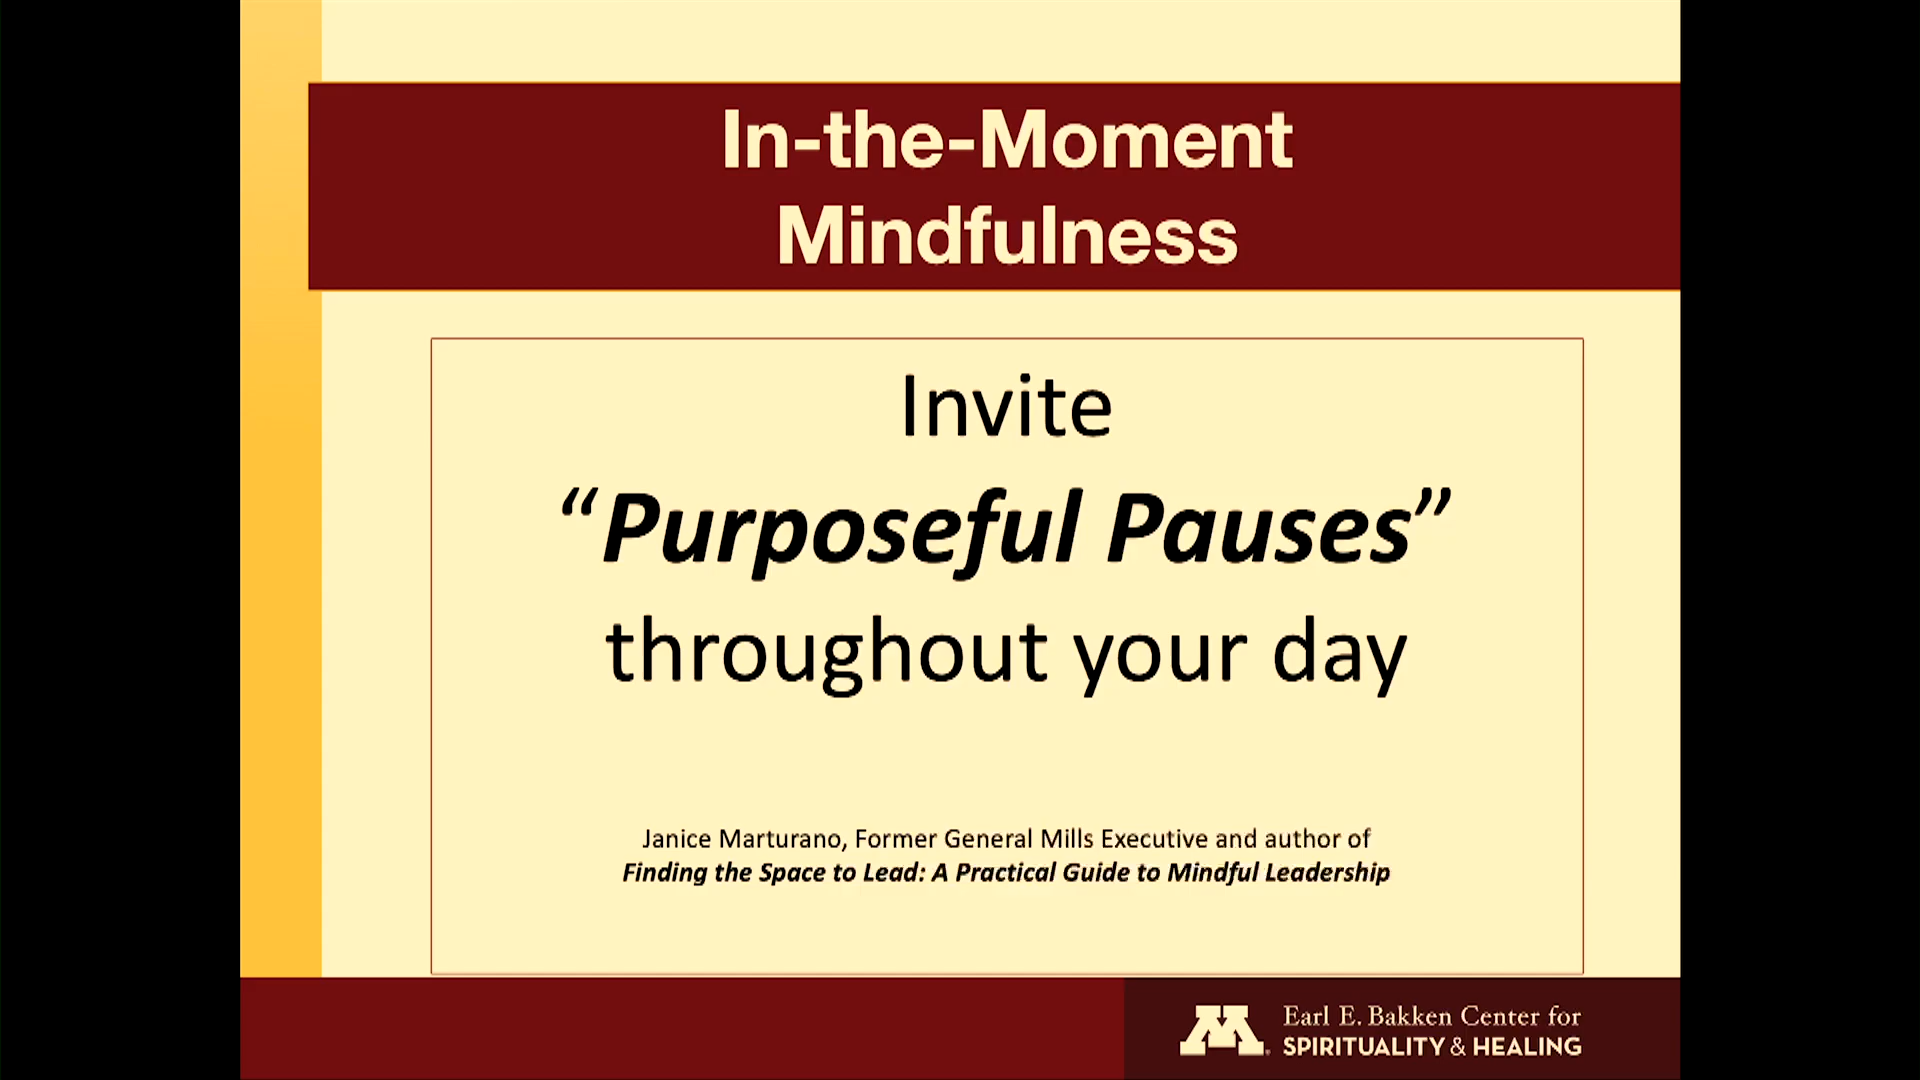 In-the-Moment
Mindfulness
Invite
“Purposeful Pauses”
throughout your day
Janice Marturano, Former General Mills Executive and author of
Finding the Space to Lead: A Practical Guide to Mindful Leadership
M
Earl E. Bakken Center for
SPIRITUALITY & HEALING